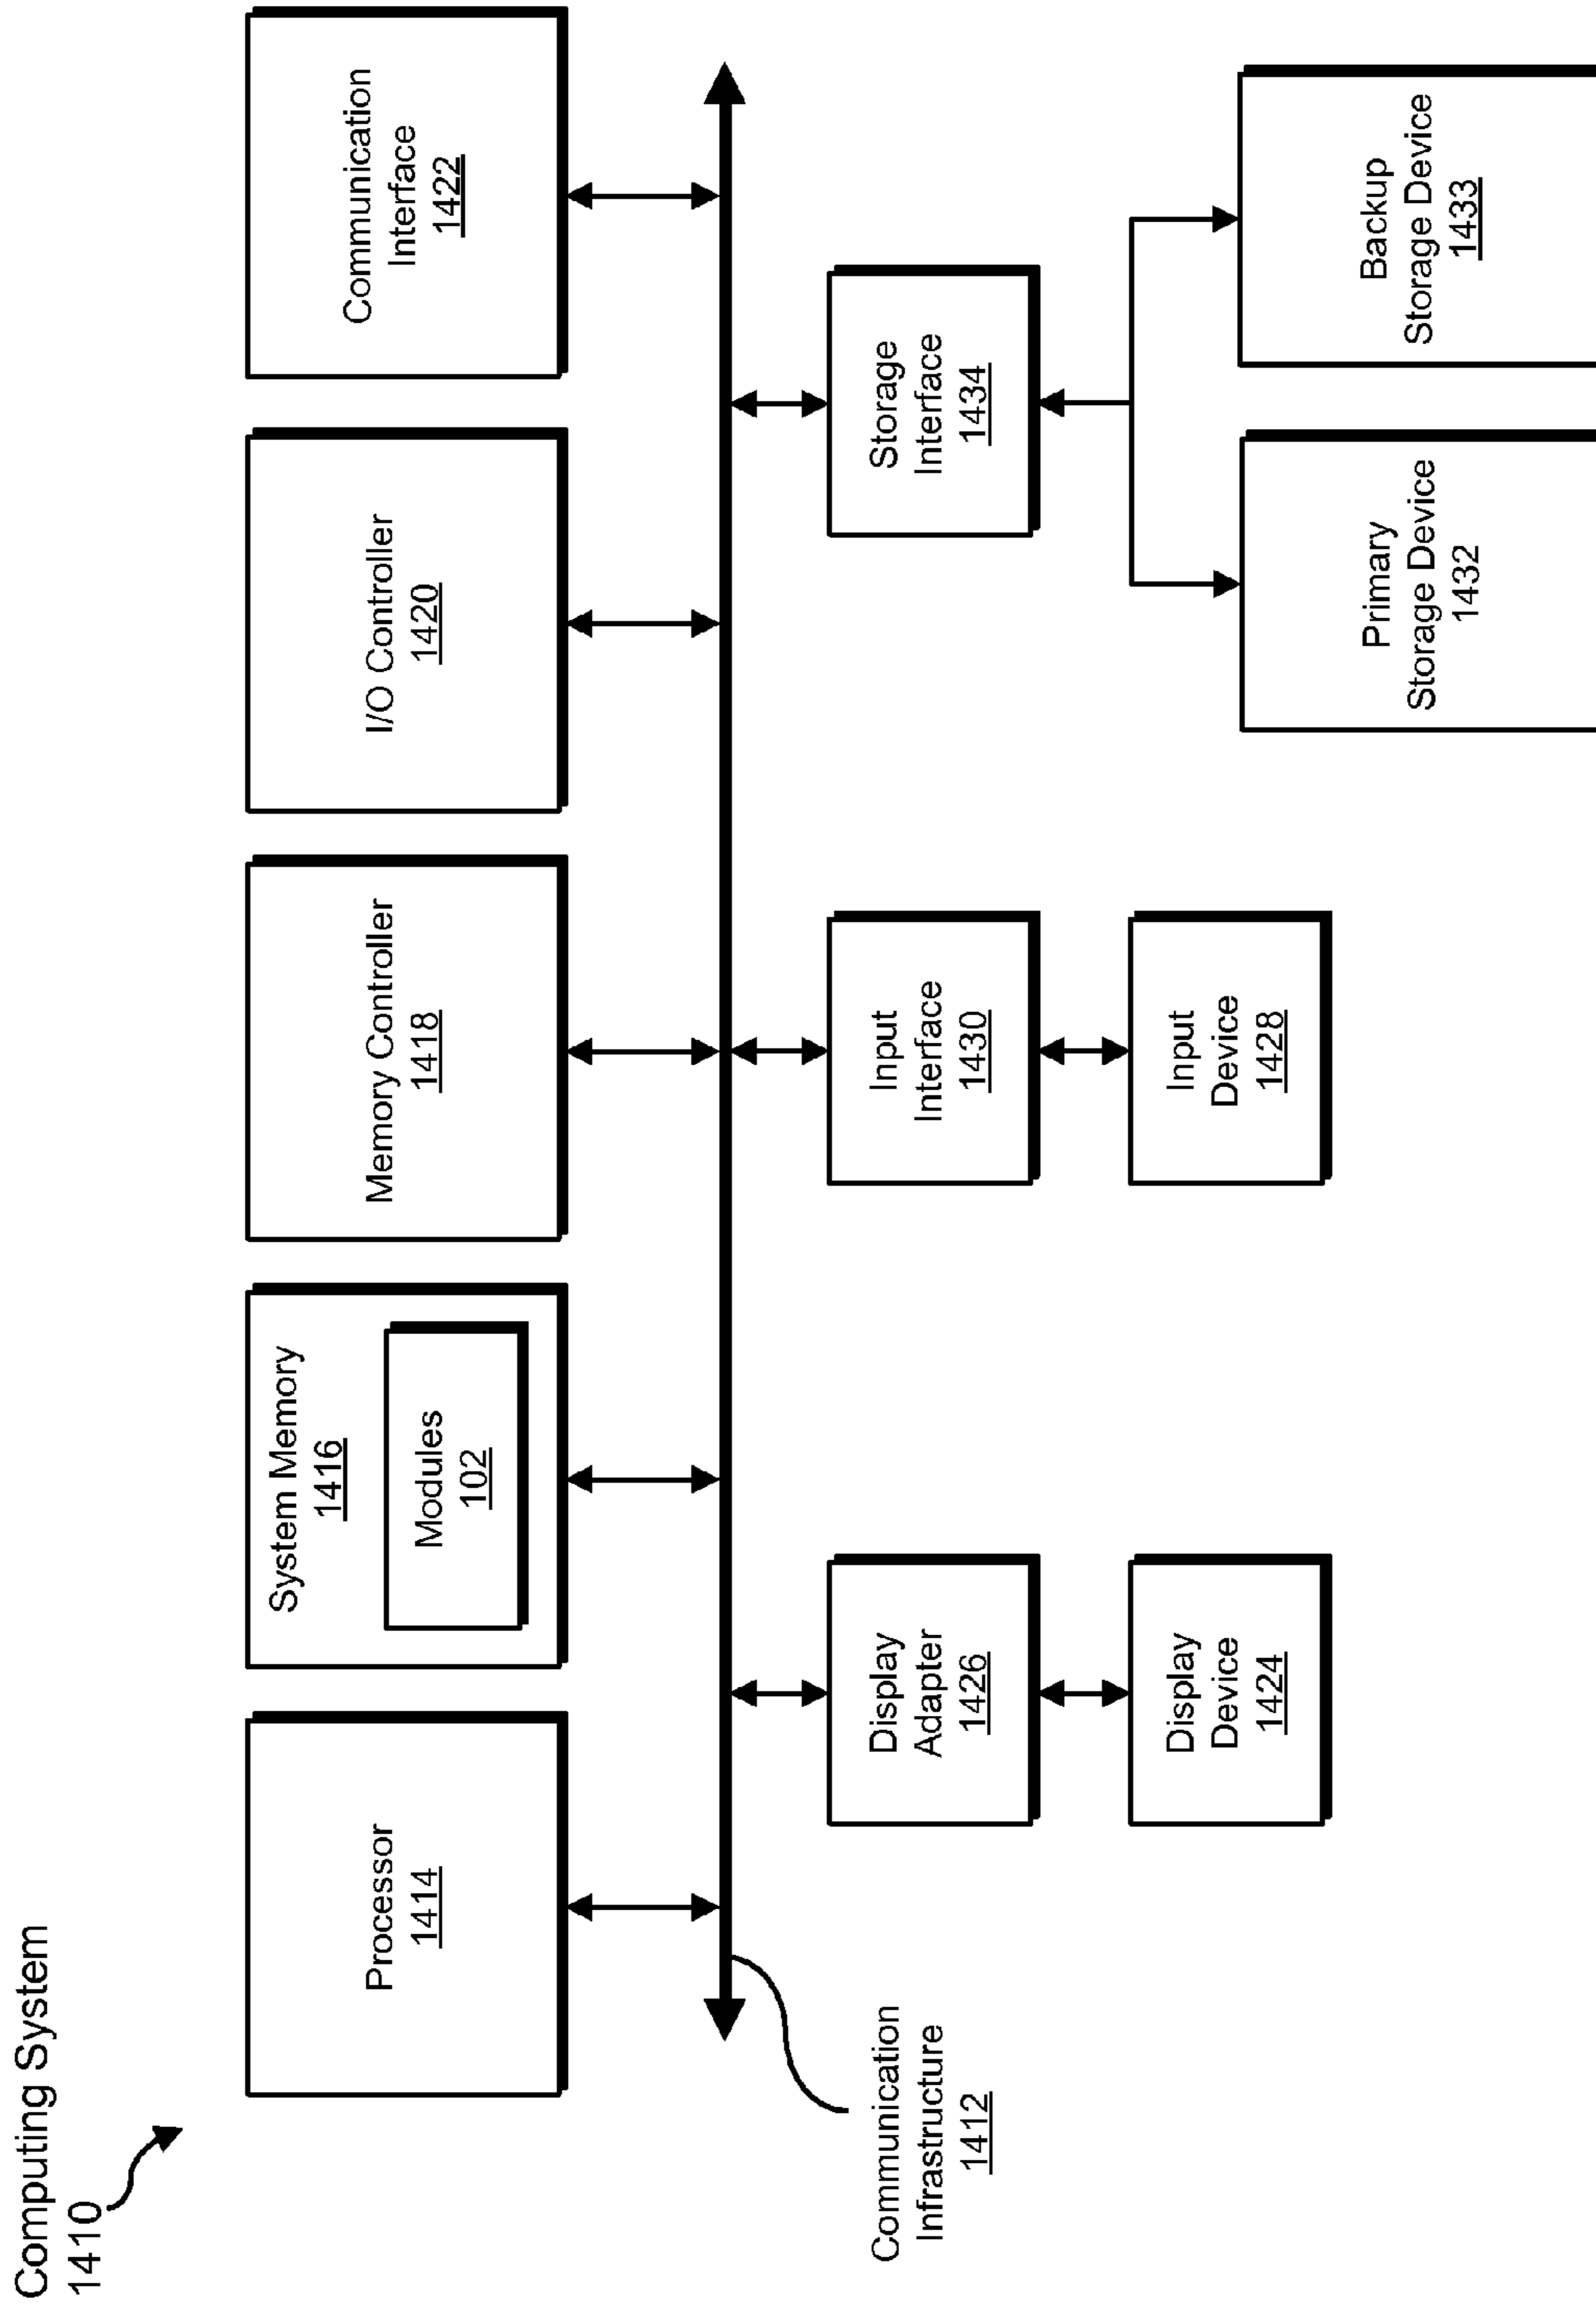 Computing System
1410
Processor
1414
System Memory
1416
Modules
102
Memory Controller
1418
I/O Controller
1420
Communication
Interface
1422
Communication
Infrastructure
1412
Display
Adapter
1426
Input
Interface
1430
Storage
Interface
1434
Display
Device
1424
Input
Device
1428
Primary
Storage Device
1432
Backup
Storage Device
1433